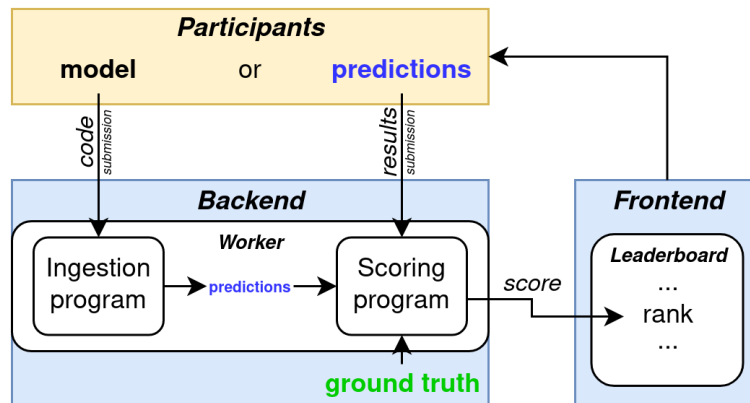 Participants
model or predictions
code submission
results submission
Backend
Frontend
Worker
Leaderboard
Ingestion program
predictions
Scoring program
score
...
rank
...
ground truth